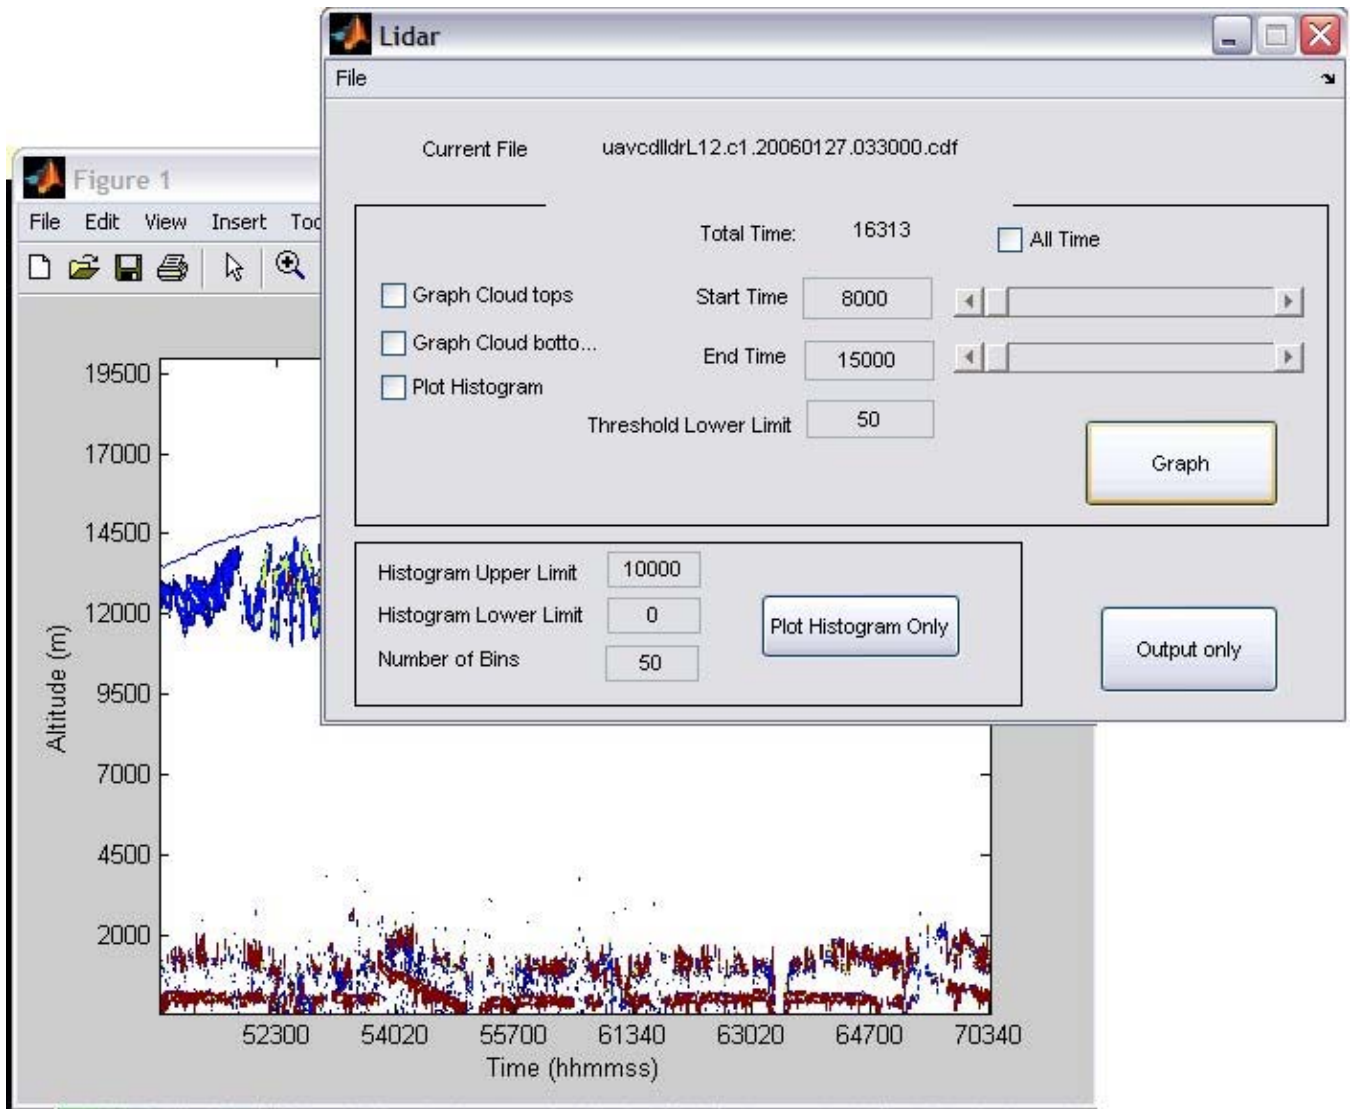 Lidar
File
Current File uavcdlldrL12.c1.20060127.033000.cdf
Total Time: 16313 All Time
Graph Cloud tops Start Time 8000
Graph Cloud botto... End Time 15000
Plot Histogram
Threshold Lower Limit 50
Graph
Histogram Upper Limit 10000
Histogram Lower Limit 0
Number of Bins 50
Plot Histogram Only
Output only
Figure 1
File Edit View Insert Too
19500
17000
14500
12000
9500
7000
4500
2000
Altitude (m)
52300 54020 55700 61340 63020 64700 70340
Time (hhmmss)